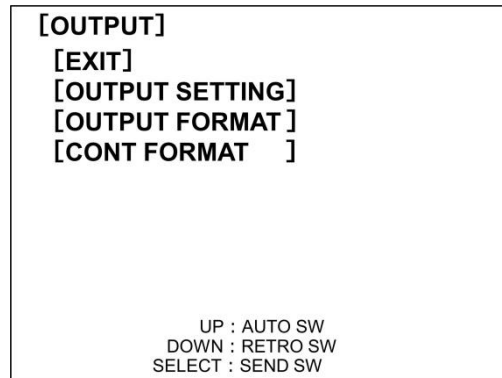 [OUTPUT]
[EXIT]
[OUTPUT SETTING]
[OUTPUT FORMAT ]
[CONT FORMAT     ]
UP : AUTO SW
DOWN : RETRO SW
SELECT : SEND SW